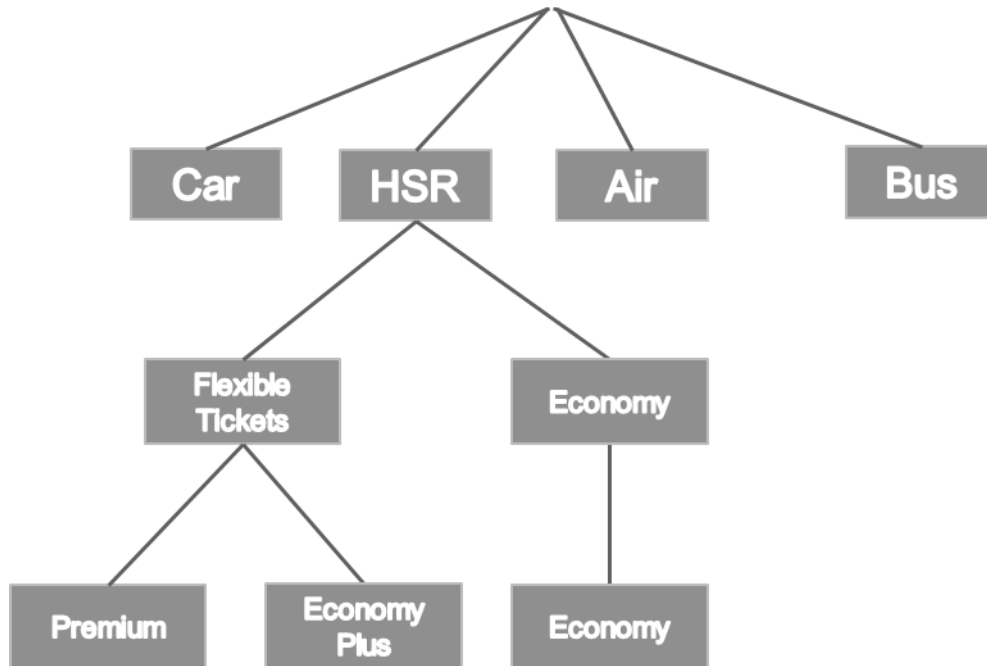 Car
HSR
Air
Bus
Flexible
Tickets
Economy
Premium
Economy
Plus
Economy